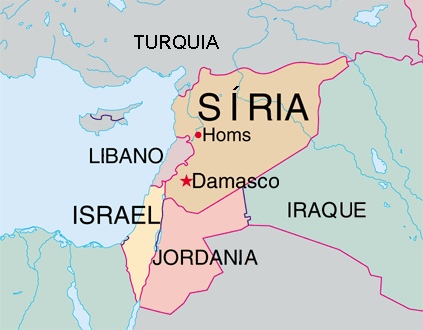 TURQUIA
SÍRIA
Homs
LIBANO
Damasco
ISRAEL
IRAQUE
JORDANIA